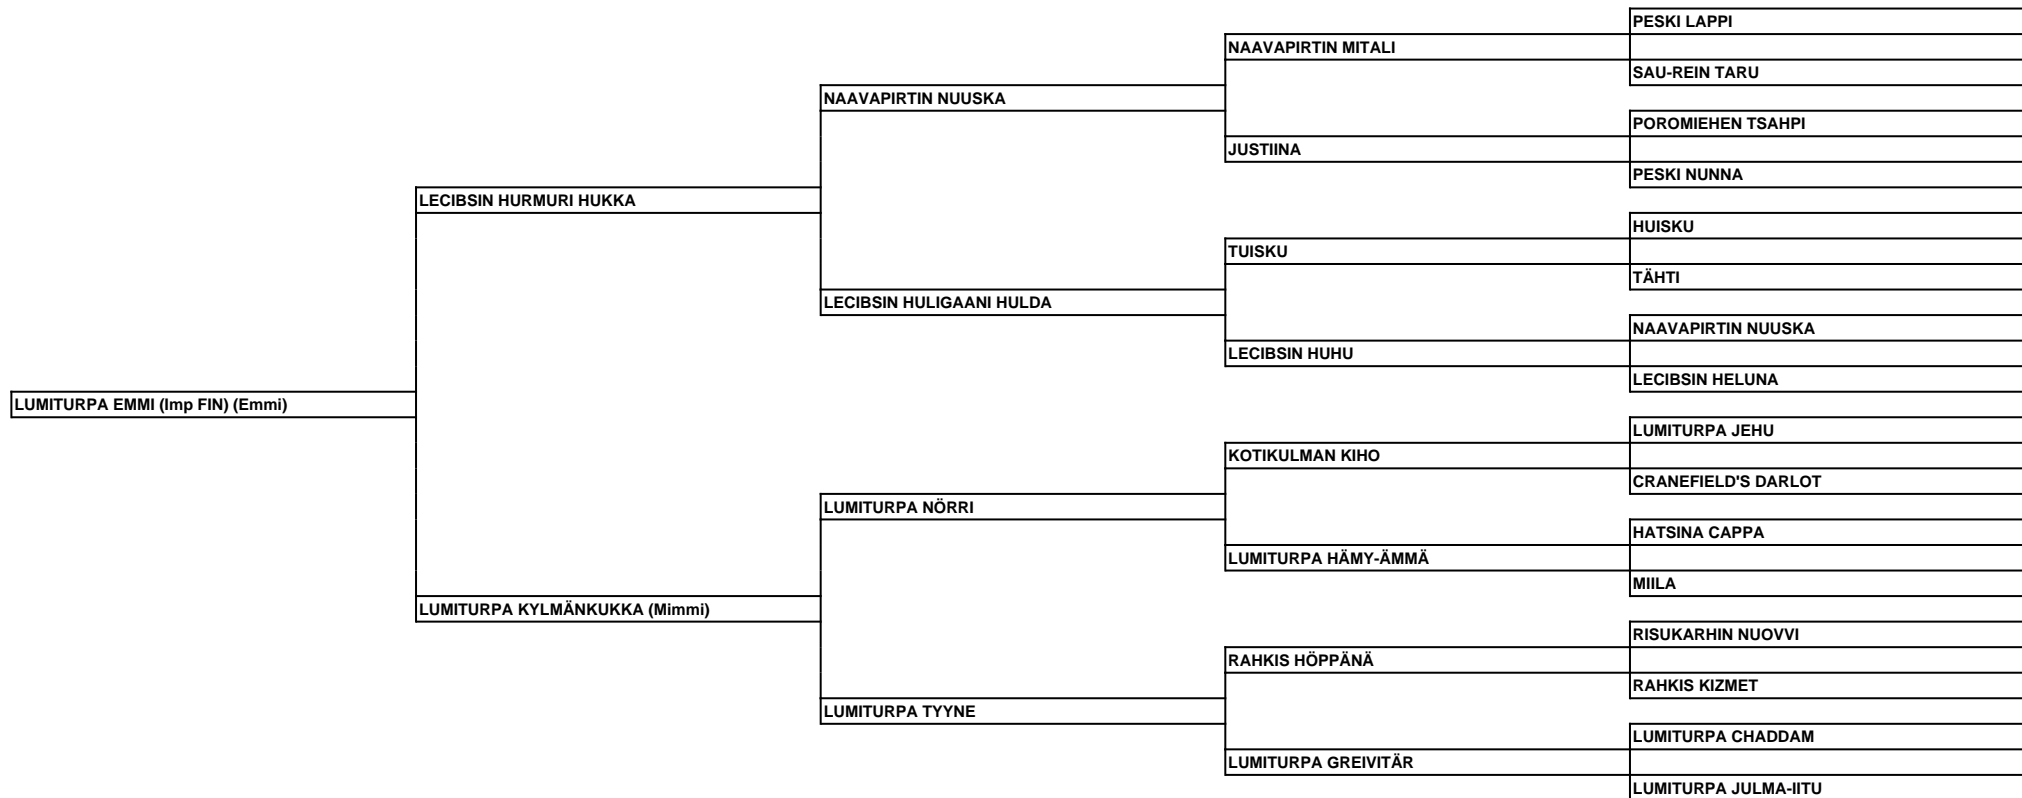 PESKI LAPPI
NAAVAPIRTIN MITALI
SAU-REIN TARU
NAAVAPIRTIN NUUSKA
POROMIEHEN TSAHPI
JUSTIINA
PESKI NUNNA
LECIBSIN HURMURI HUKKA
HUISKU
TUISKU
TÄHTI
LECIBSIN HULIGAANI HULDA
NAAVAPIRTIN NUUSKA
LECIBSIN HUHU
LECIBSIN HELUNA
LUMITURPA EMMI (Imp FIN) (Emmi)
LUMITURPA JEHU
KOTIKULMAN KIHO
CRANEFIELD'S DARLOT
LUMITURPA NÖRRI
HATSINA CAPPA
LUMITURPA HÄMY-ÄMMÄ
MIILA
LUMITURPA KYLMÄNKUKKA (Mimmi)
RISUKARHIN NUOVVI
RAHKIS HÖPPÄNÄ
RAHKIS KIZMET
LUMITURPA TYYNE
LUMITURPA CHADDAM
LUMITURPA GREIVITÄR
LUMITURPA JULMA-IITU